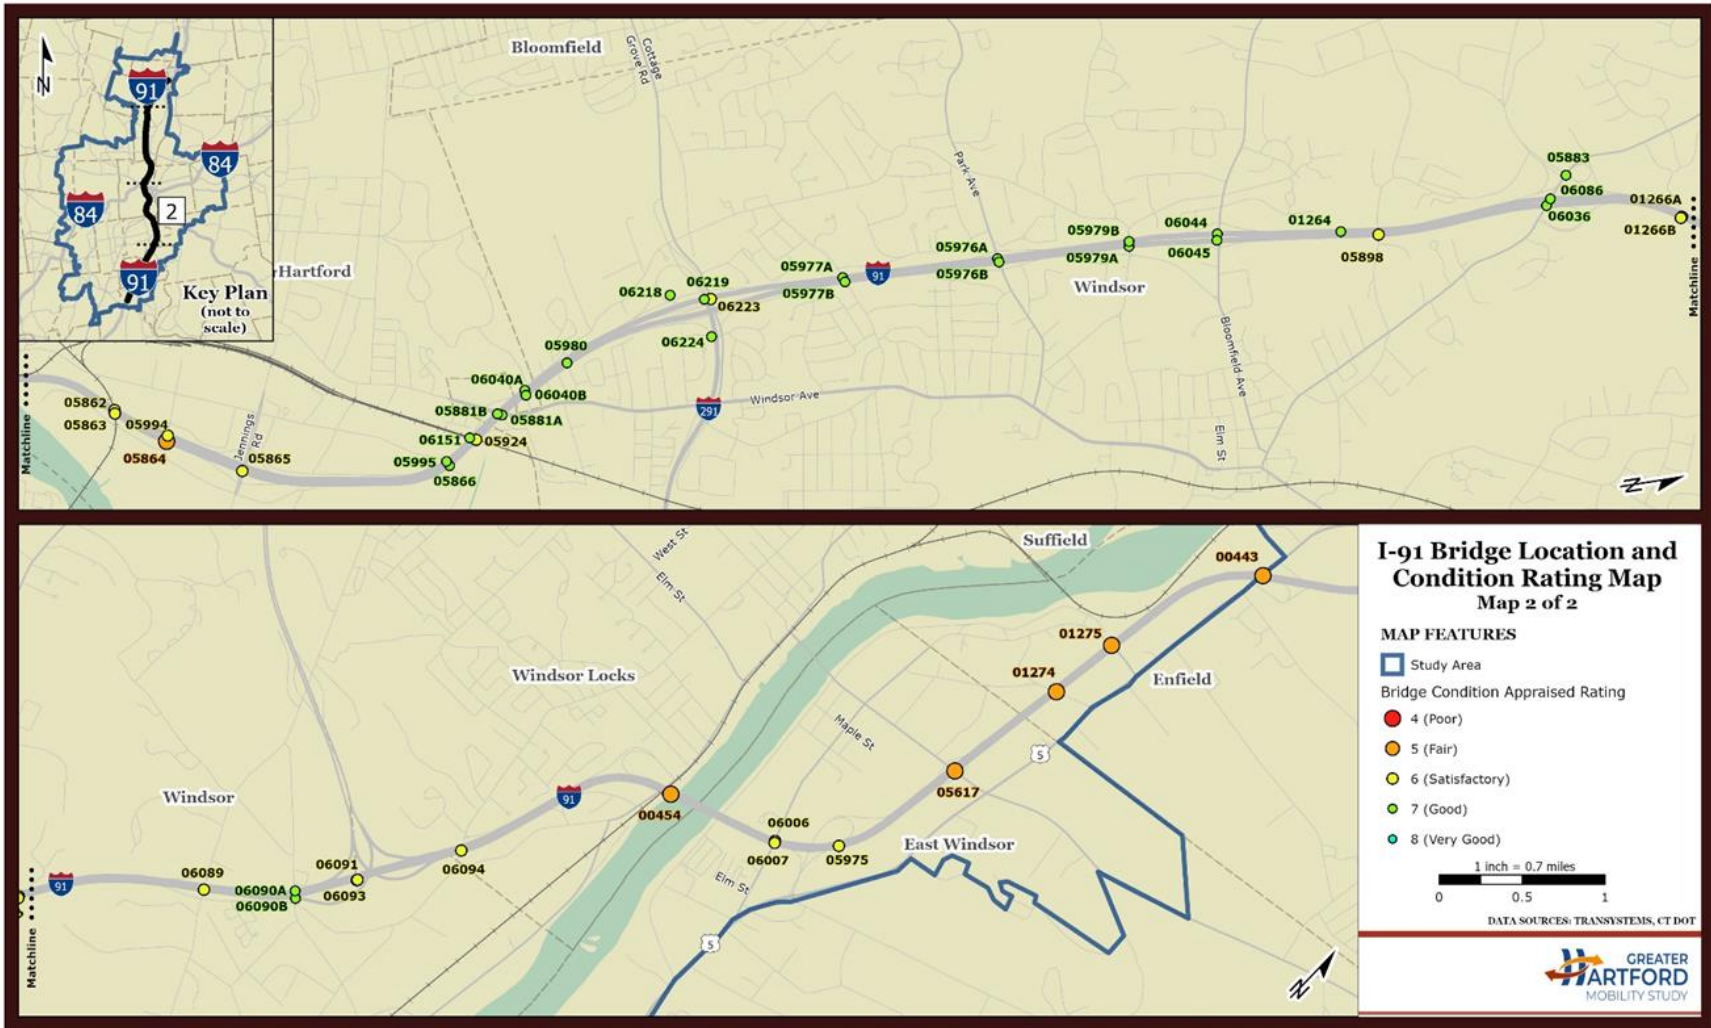 N
91
84
84
2
91
Key Plan
(not to
scale)
Bloomfield
Cottage
Grove Rd
Hartford
Park Ave
Windsor
Bloomfield Ave
Elm St
Windsor Ave
Jennings
Rd
91
291
Matchline
05862
05863
05994
05864
05865
05995
05866
06151
05924
05881B
05881A
06040A
06040B
05980
06218
06219
06223
06224
05977A
05977B
05976A
05976B
05979B
05979A
06044
06045
01264
05898
05883
06086
06036
01266A
01266B
Matchline
N
Suffield
West St
Elm St
Windsor Locks
Windsor
Enfield
East Windsor
Maple St
Elm St
91
91
5
5
Matchline
06089
06090A
06090B
06091
06093
06094
00454
06006
06007
05975
05617
01274
01275
00443
N
I-91 Bridge Location and
Condition Rating Map
Map 2 of 2
MAP FEATURES
Study Area
Bridge Condition Appraised Rating
4 (Poor)
5 (Fair)
6 (Satisfactory)
7 (Good)
8 (Very Good)
1 inch = 0.7 miles
0 0.5 1
DATA SOURCES: TRANSYSTEMS, CT DOT
GREATER
HARTFORD
MOBILITY STUDY